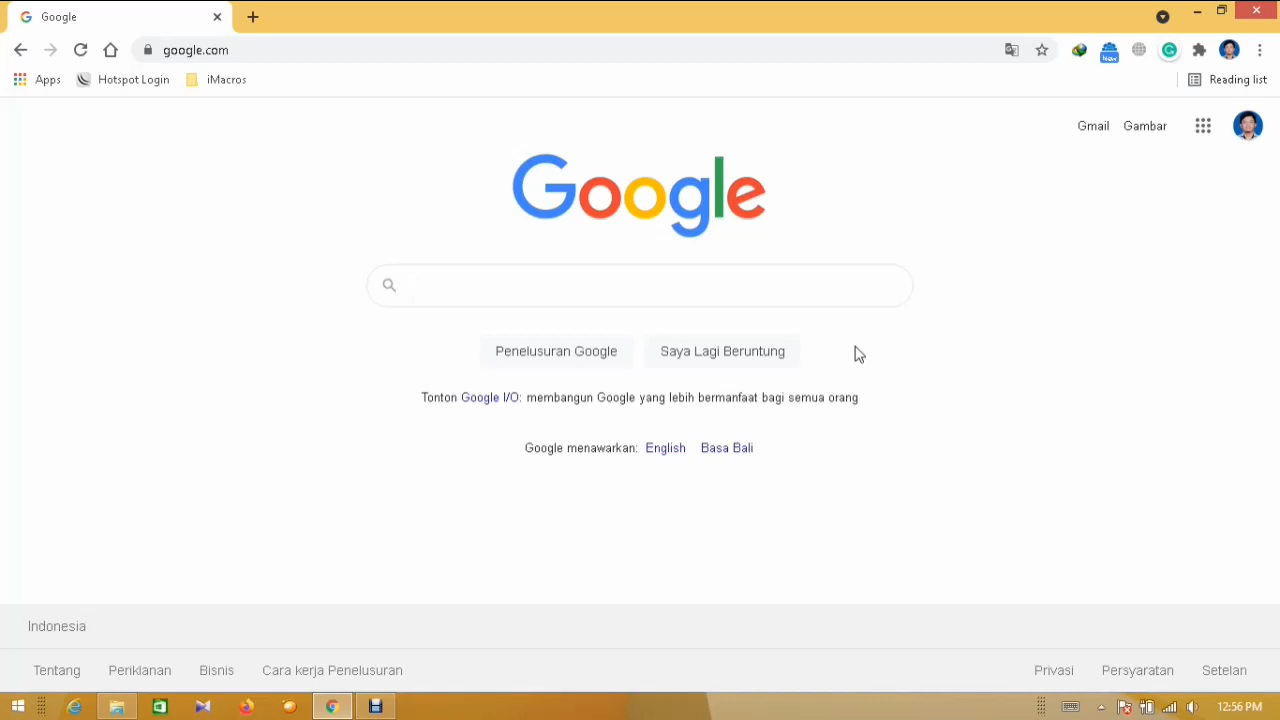 Google
google.com
New
Apps
Hotspot Login
iMacros
Reading list
Gmail
Gambar
Google
Penelusuran Google
Saya Lagi Beruntung
Tonton Google I/O: membangun Google yang lebih bermanfaat bagi semua orang
Google menawarkan: English Basa Bali
Indonesia
Tentang
Periklanan
Bisnis
Cara kerja Penelusuran
Privasi
Persyaratan
Setelan
12:56 PM